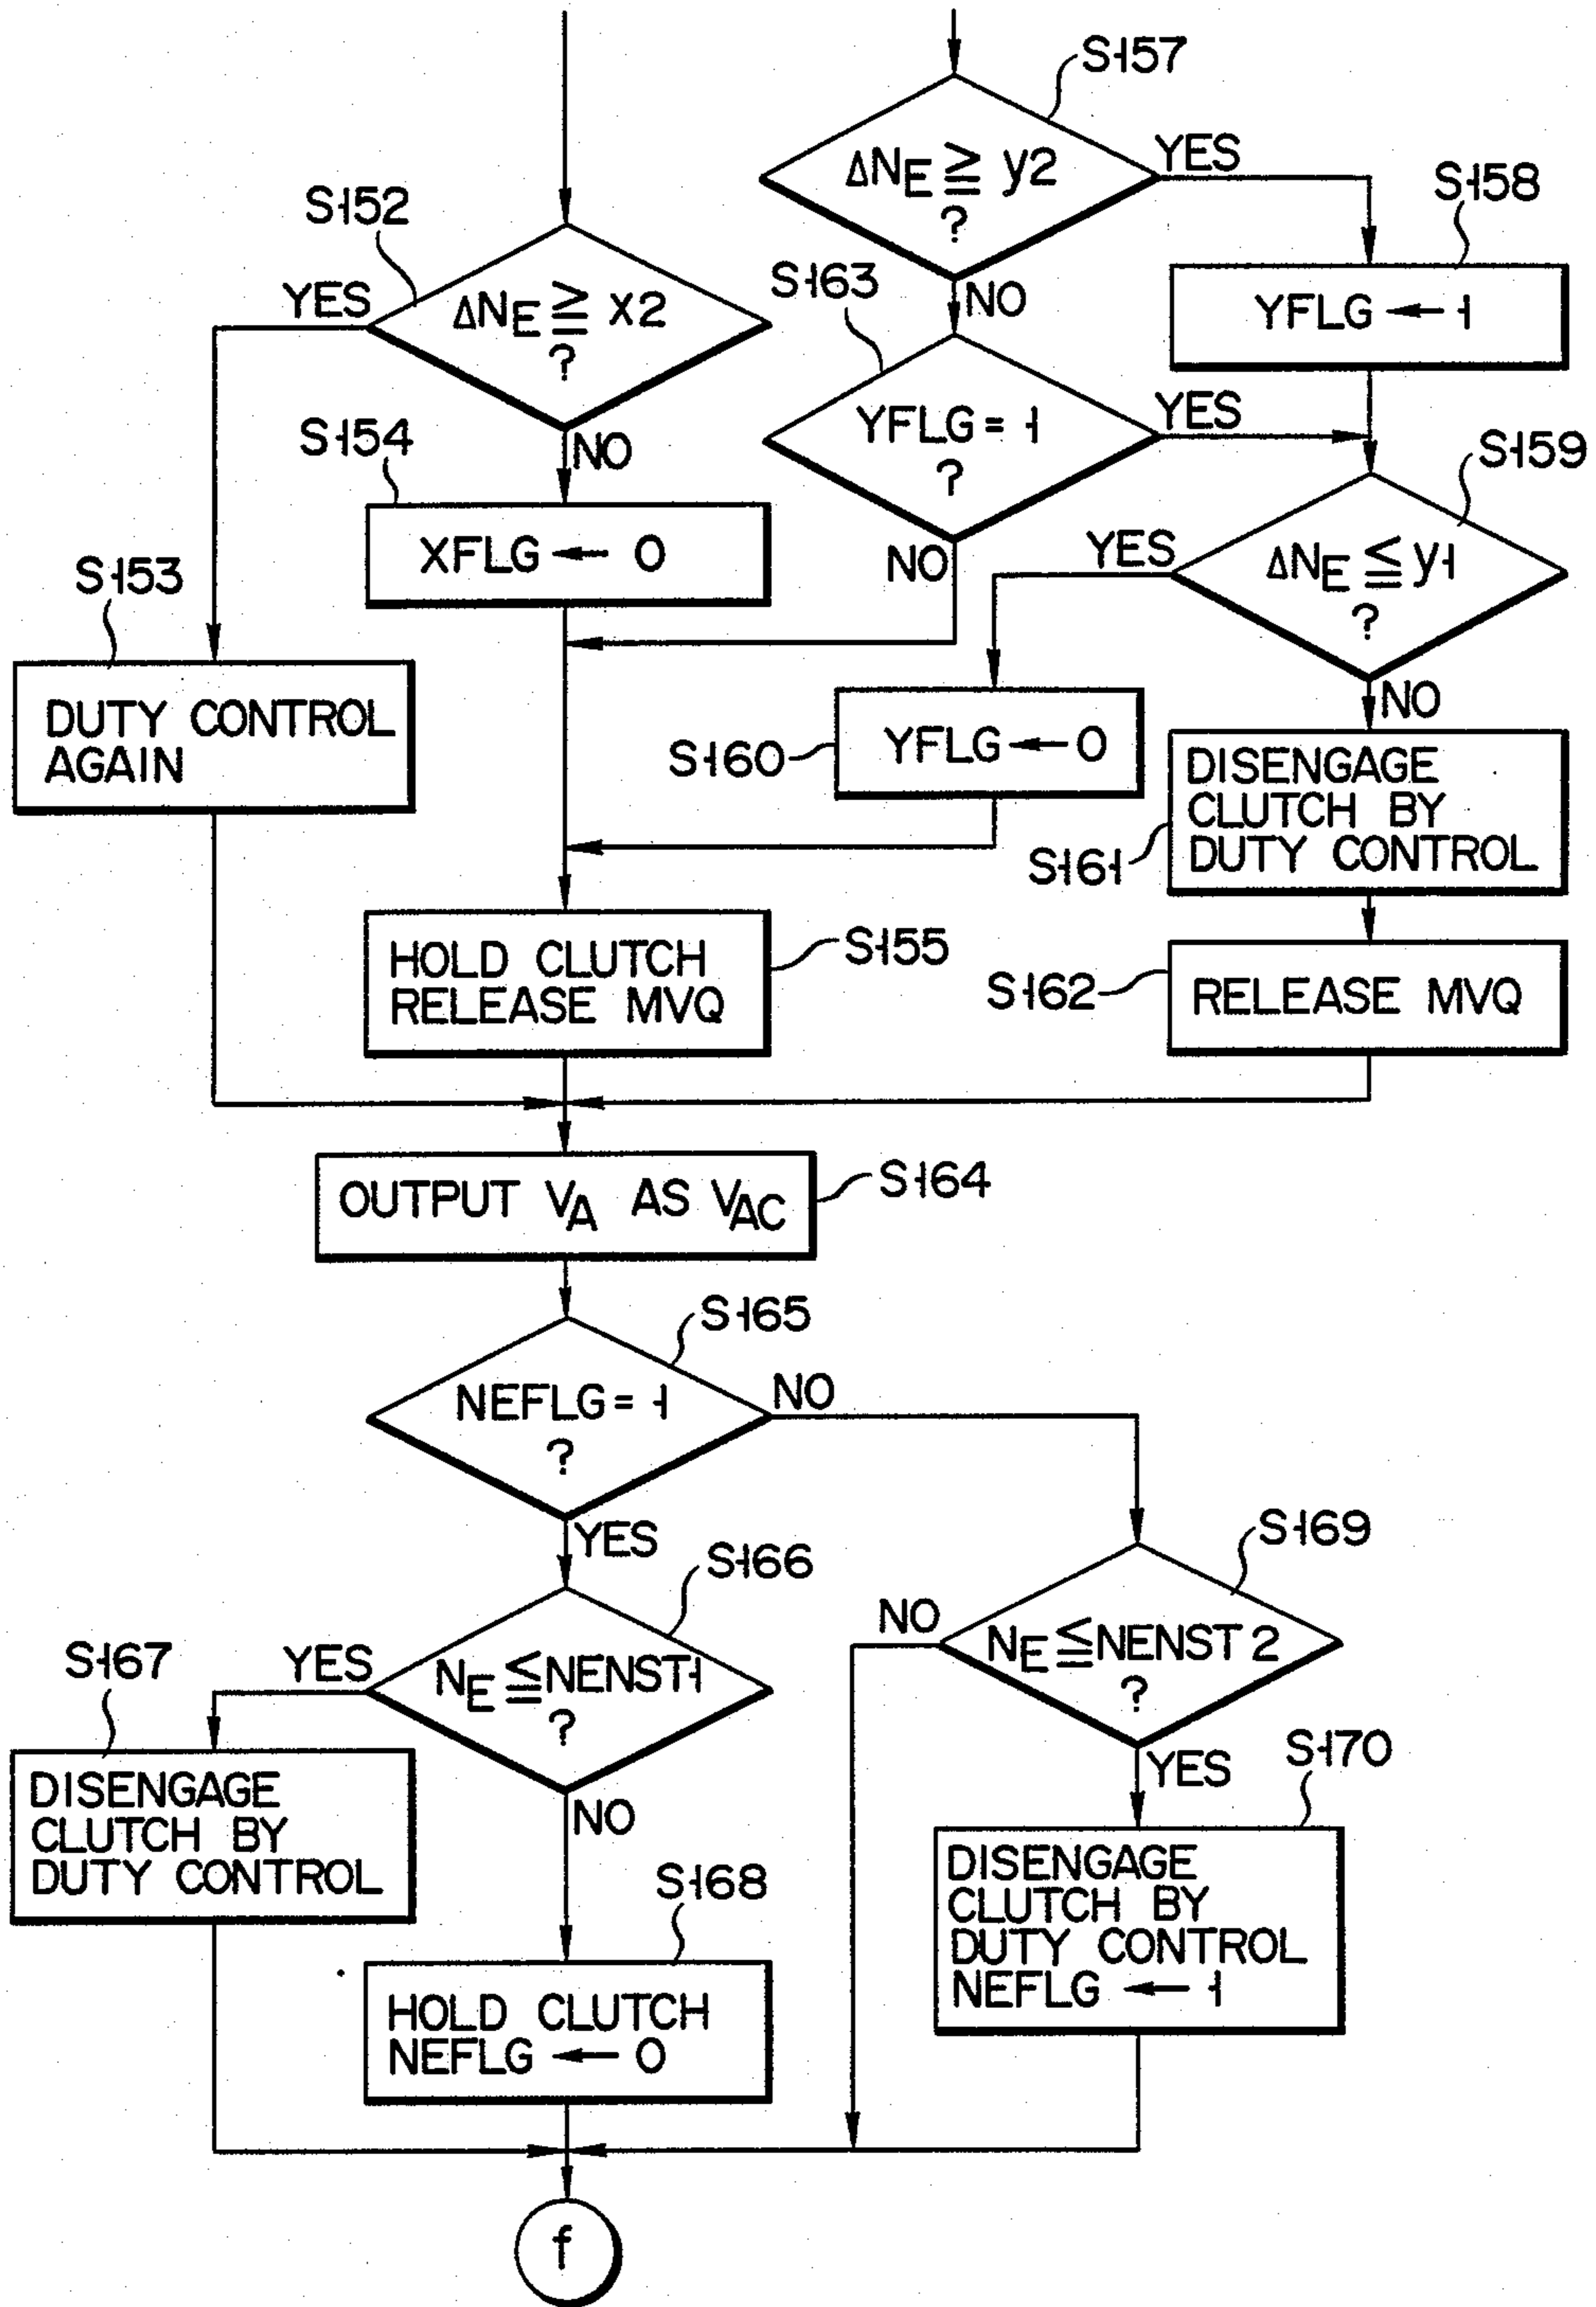 S157
ΔNE ≧ y2
?
YES
NO
S158
YFLG ← 1
S152
ΔNE ≧ x2
?
YES
NO
S163
YFLG = 1
?
YES
NO
S154
XFLG ← 0
S159
ΔNE ≦ y1
?
YES
NO
S153
DUTY CONTROL
AGAIN
S160
YFLG ← 0
S161
DISENGAGE
CLUTCH BY
DUTY CONTROL
S155
HOLD CLUTCH
RELEASE MVQ
S162
RELEASE MVQ
S164
OUTPUT VA AS VAC
S165
NEFLG = 1
?
NO
YES
S166
NE ≦ NENST1
?
YES
NO
S169
NE ≦ NENST2
?
NO
YES
S167
DISENGAGE
CLUTCH BY
DUTY CONTROL
S168
HOLD CLUTCH
NEFLG ← 0
S170
DISENGAGE
CLUTCH BY
DUTY CONTROL
NEFLG ← 1
f